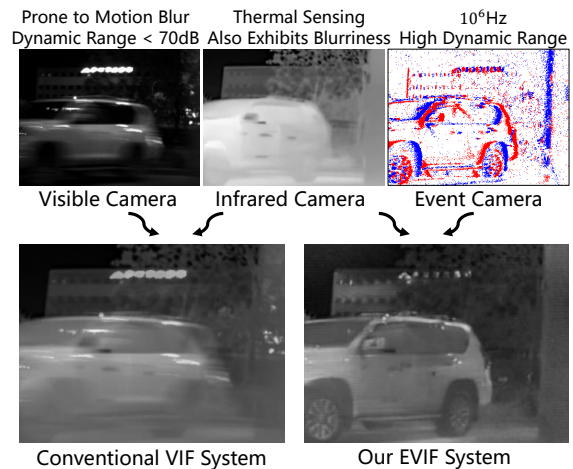 Prone to Motion Blur
Dynamic Range < 70dB
Thermal Sensing
Also Exhibits Blurriness
10⁶Hz
High Dynamic Range
Visible Camera
Infrared Camera
Event Camera
Conventional VIF System
Our EVIF System